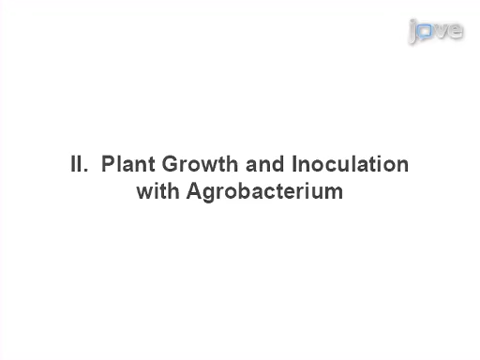 jove
II. Plant Growth and Inoculation
with Agrobacterium